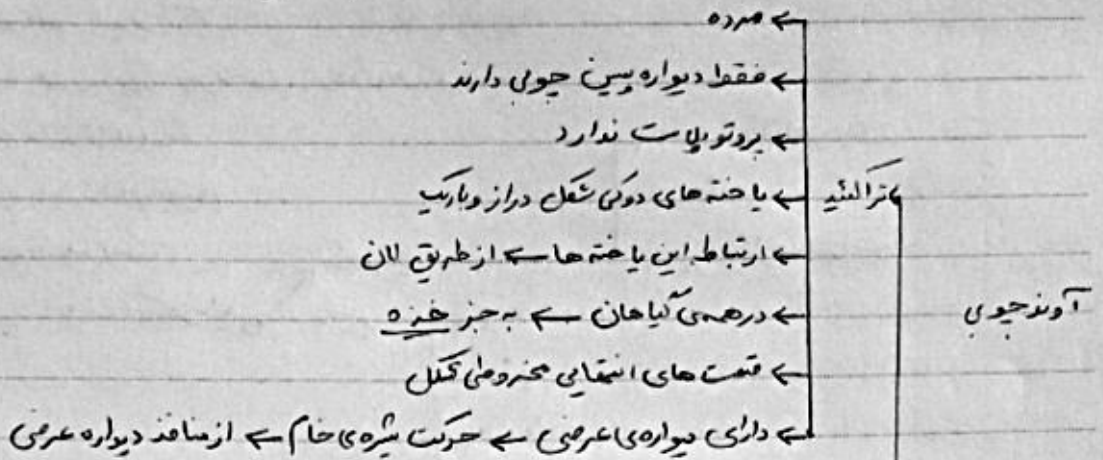 ← مرده
← فقط دیواره پسین چوبی دارند
← پروتوپلاست ندارد
تراکئید ← یاخته های دوکی شکل دراز و باریک
← ارتباط این یاخته ها ← از طریق لان
آوند چوبی
← در همه ی گیاهان ← به جز خزه
← قسمت های انتهایی مخروطی شکل
← دارای دیواره ی عرضی ← حرکت شیره ی خام ← از منافذ دیواره عرضی